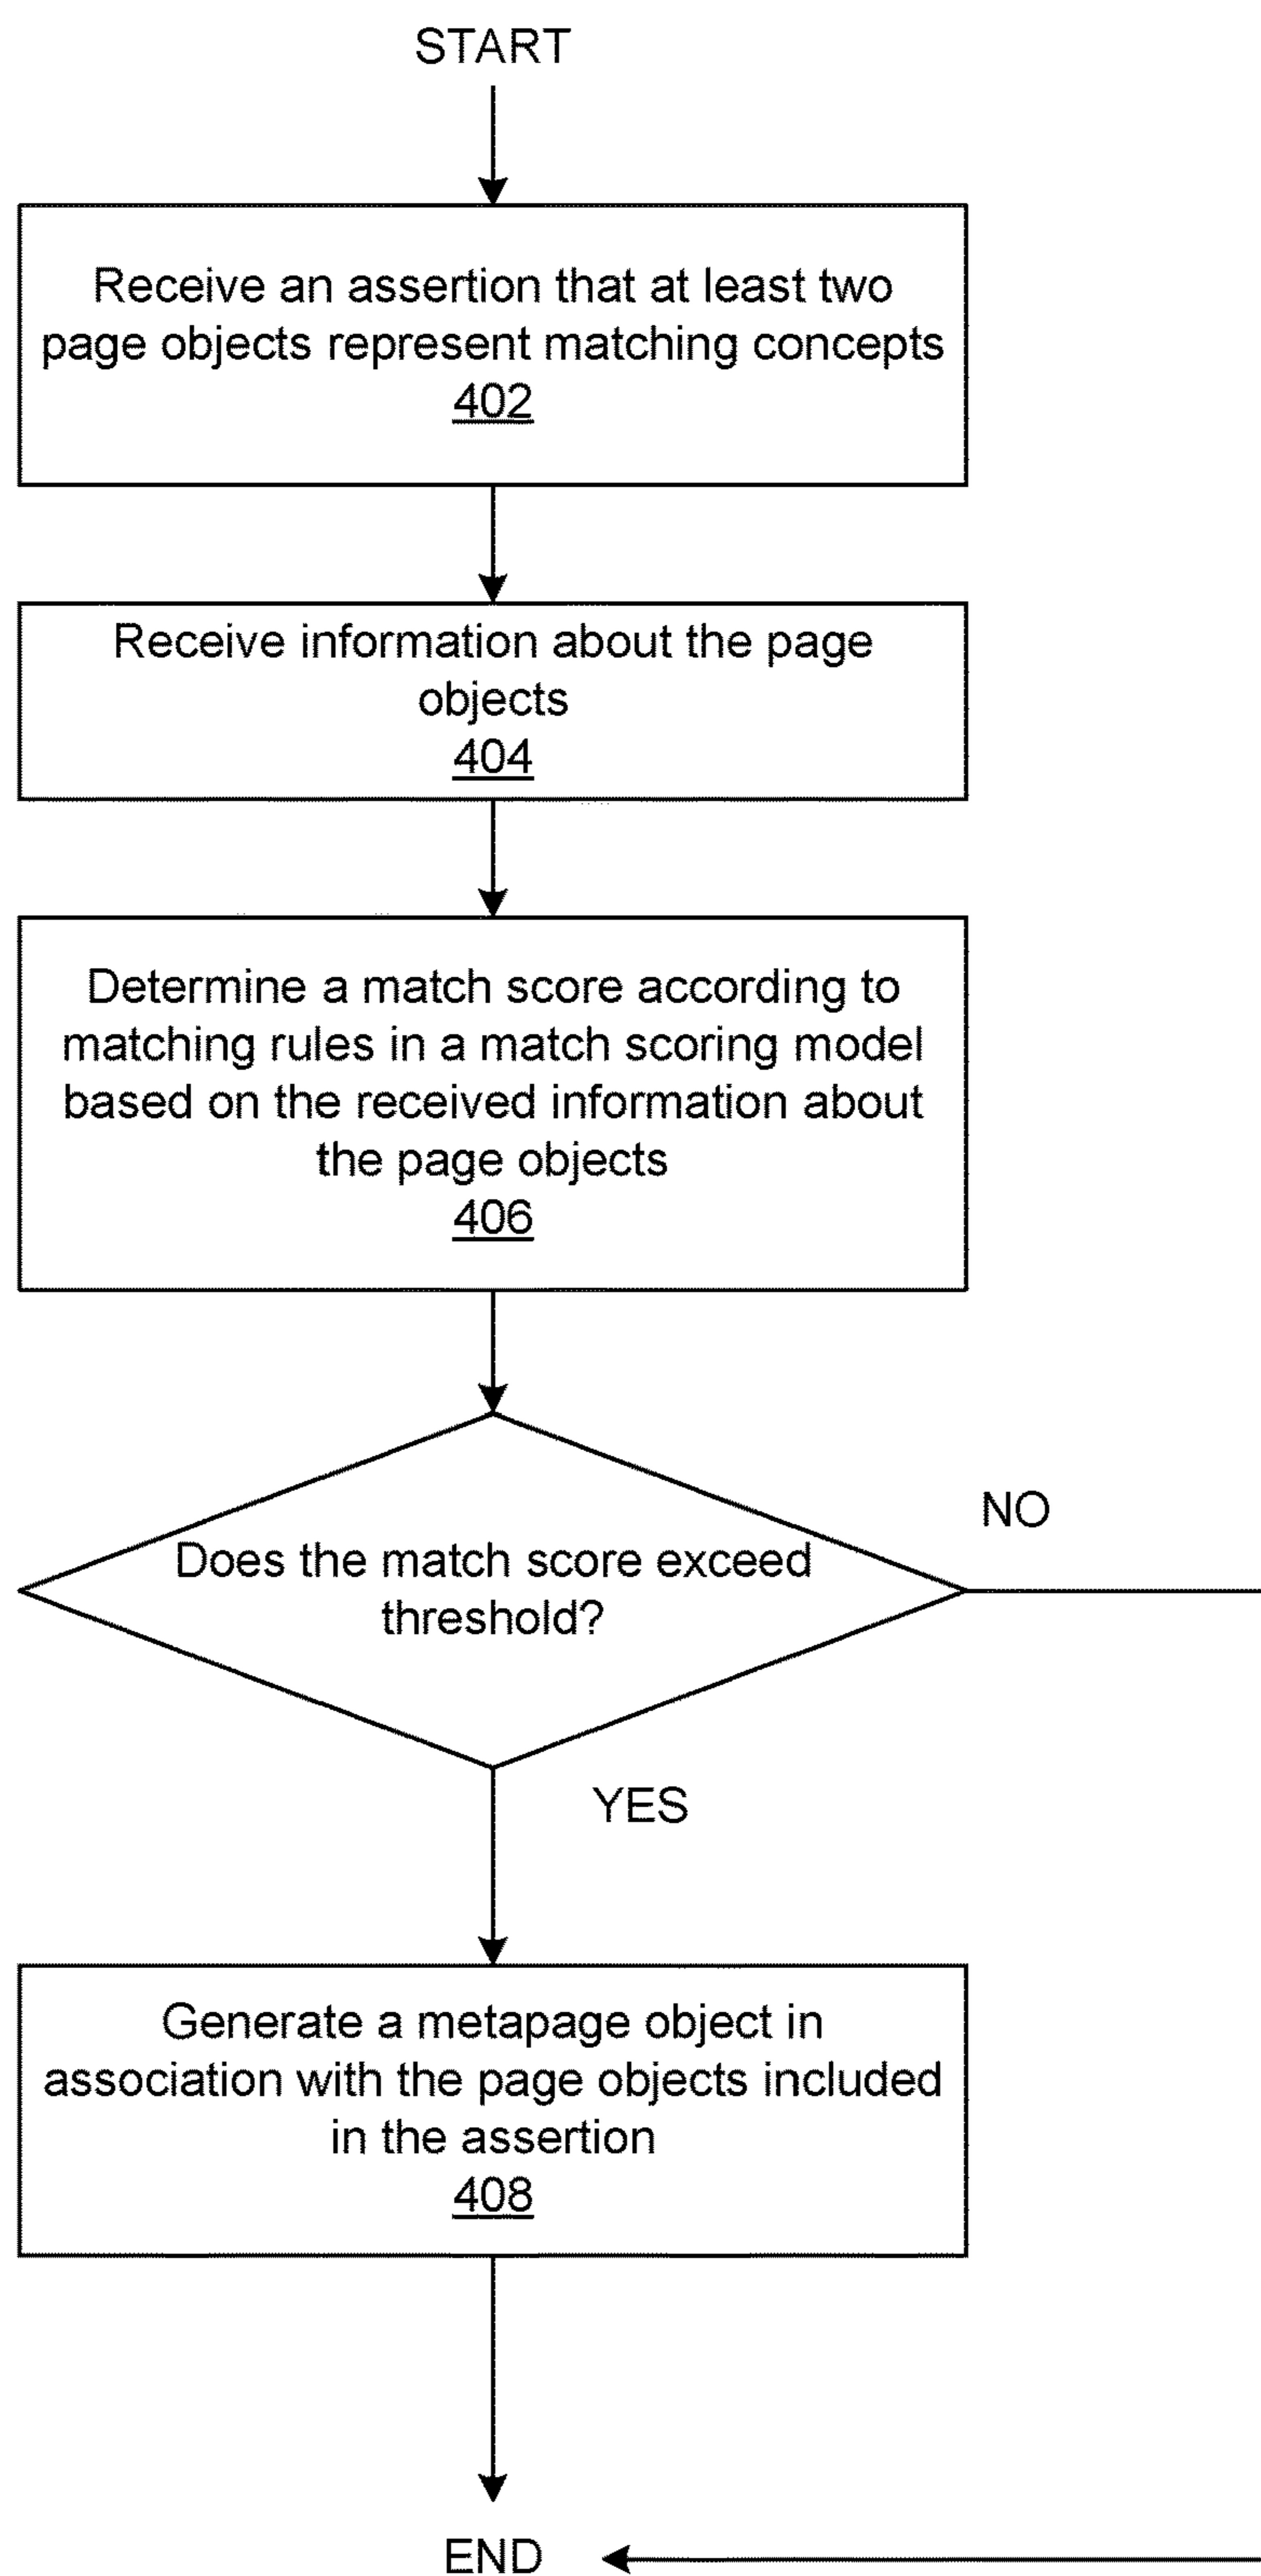 START
Receive an assertion that at least two
page objects represent matching concepts
402
Receive information about the page
objects
404
Determine a match score according to
matching rules in a match scoring model
based on the received information about
the page objects
406
Does the match score exceed
threshold?
NO
YES
Generate a metapage object in
association with the page objects included
in the assertion
408
END